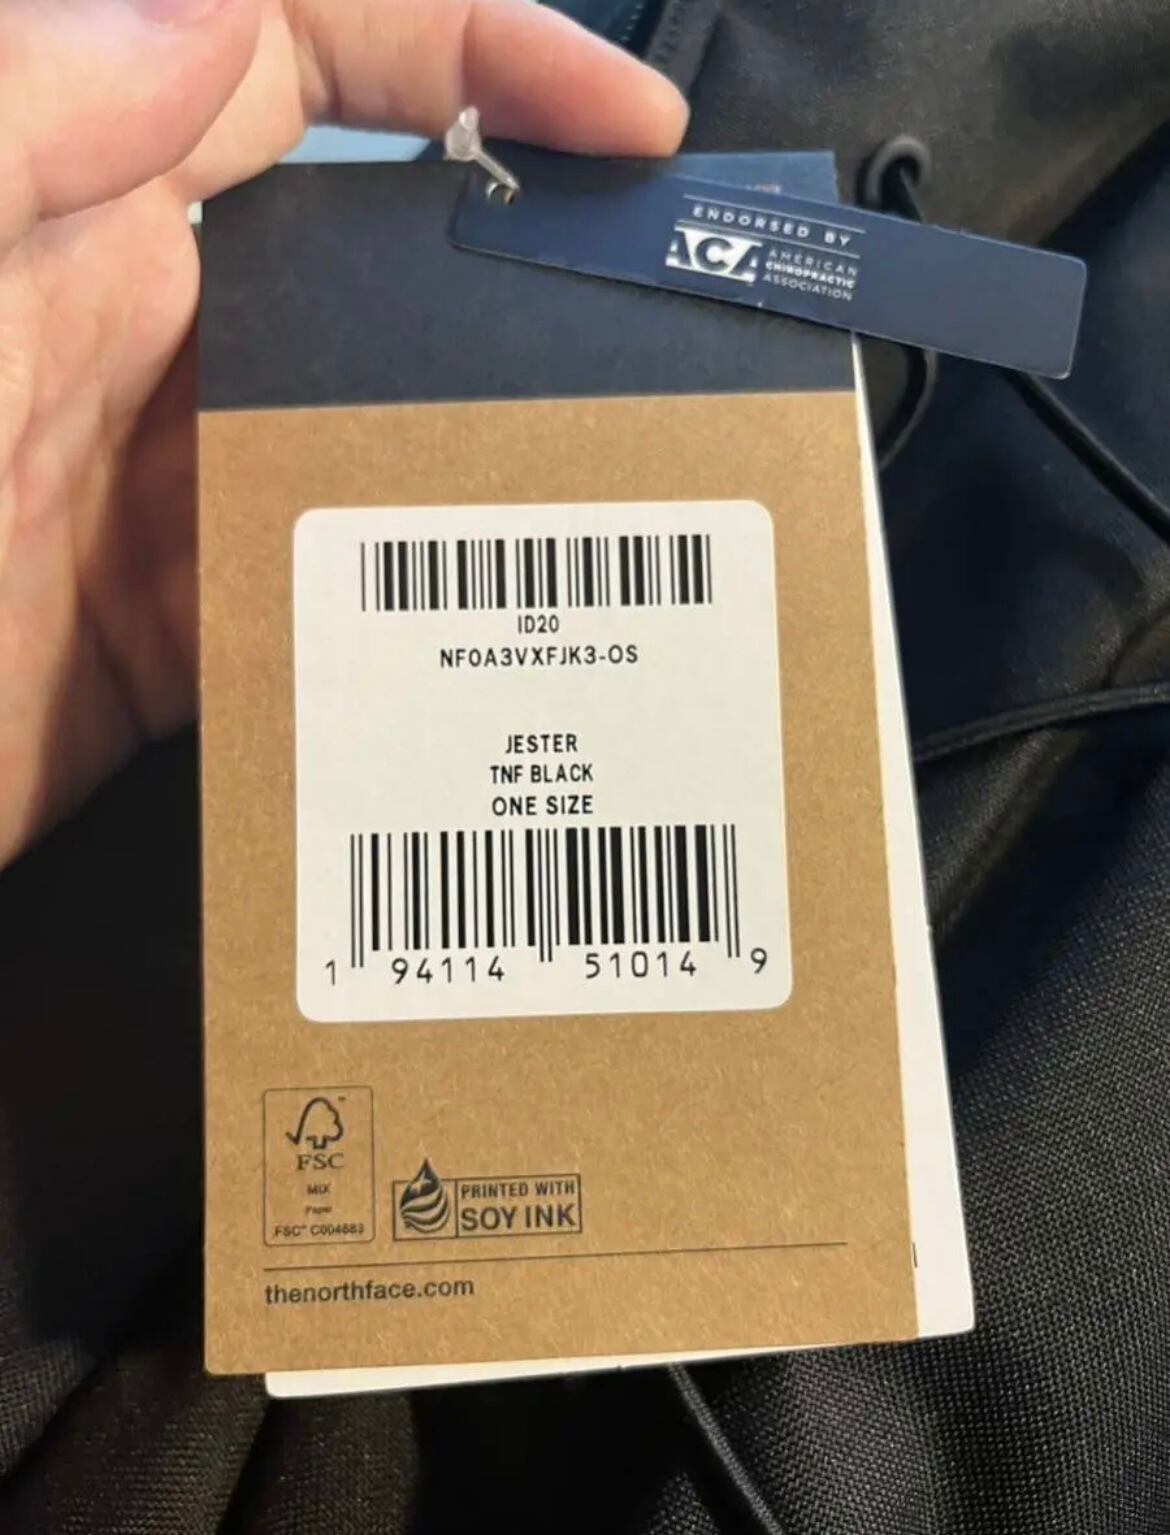 ENDORSED BY
ACA
AMERICAN
CHIROPRACTIC
ASSOCIATION
ID20
NF0A3VXFJK3-OS
JESTER
TNF BLACK
ONE SIZE
1 94114 51014 9
FSC
MIX
Paper
FSC® C004683
PRINTED WITH
SOY INK
thenorthface.com